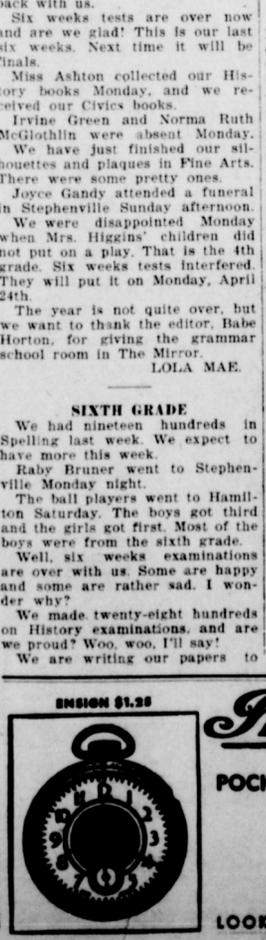 back with us.
Six weeks tests are over now
and are we glad! This is our last
six weeks. Next time it will be
finals.
Miss Ashton collected our His-
tory books Monday, and we re-
ceived our Civics books.
Irvine Green and Norma Ruth
McGlothlin were absent Monday.
We have just finished our sil-
houettes and plaques in Fine Arts.
There were some pretty ones.
Joyce Gandy attended a funeral
in Stephenville Sunday afternoon.
We were disappointed Monday
when Mrs. Higgins' children did
not put on a play. That is the 4th
grade. Six weeks tests interfered.
They will put it on Monday, April
24th.
The year is not quite over, but
we want to thank the editor, Babe
Horton, for giving the grammar
school room in The Mirror.
LOLA MAE.
SIXTH GRADE
We had nineteen hundreds in
Spelling last week. We expect to
have more this week.
Raby Bruner went to Stephen-
ville Monday night.
The ball players went to Hamil-
ton Saturday. The boys got third
and the girls got first. Most of the
boys were from the sixth grade.
Well, six weeks examinations
are over with us. Some are happy
and some are rather sad. I won-
der why?
We made twenty-eight hundreds
on History examinations, and are
we proud? Woo, woo, I'll say!
We are writing our papers to
ENSIGN $1.25
POCK
12 1 2 3 4 8 9
LOOK